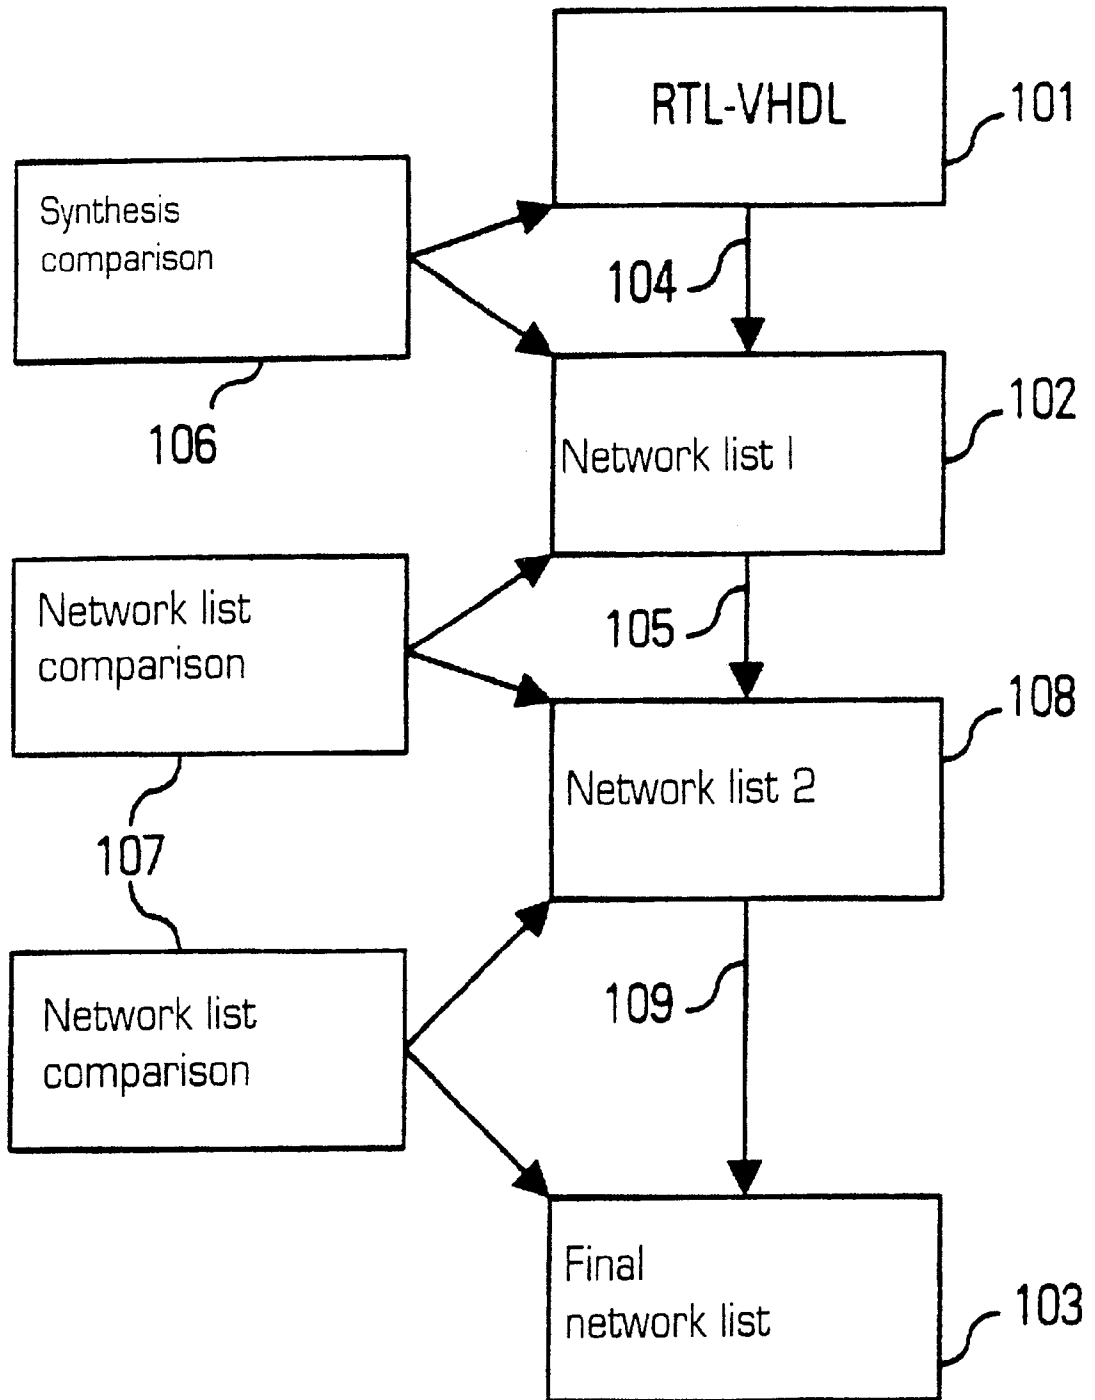 RTL-VHDL
101
Synthesis
comparison
104
106
102
Network list 1
Network list
comparison
105
108
Network list 2
107
109
Network list
comparison
Final
network list
103